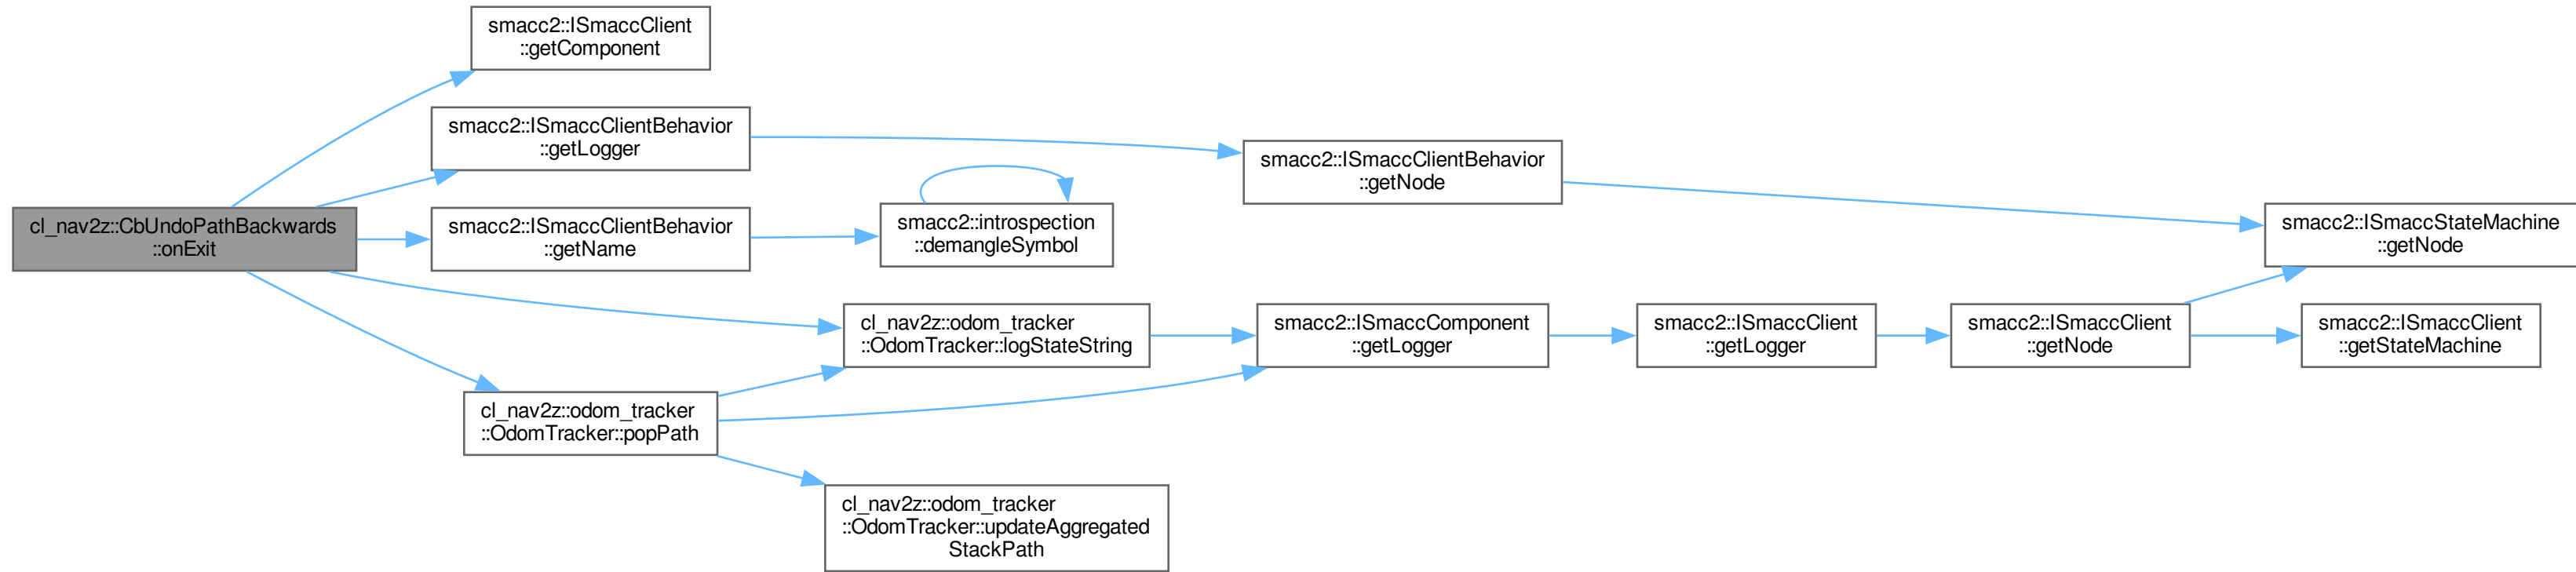 smacc2::ISmaccClient
::getComponent
smacc2::ISmaccClientBehavior
::getLogger
smacc2::ISmaccClientBehavior
::getNode
cl_nav2z::CbUndoPathBackwards
::onExit
smacc2::ISmaccClientBehavior
::getName
smacc2::introspection
::demangleSymbol
smacc2::ISmaccStateMachine
::getNode
cl_nav2z::odom_tracker
::OdomTracker::logStateString
smacc2::ISmaccComponent
::getLogger
smacc2::ISmaccClient
::getLogger
smacc2::ISmaccClient
::getNode
smacc2::ISmaccClient
::getStateMachine
cl_nav2z::odom_tracker
::OdomTracker::popPath
cl_nav2z::odom_tracker
::OdomTracker::updateAggregated
StackPath